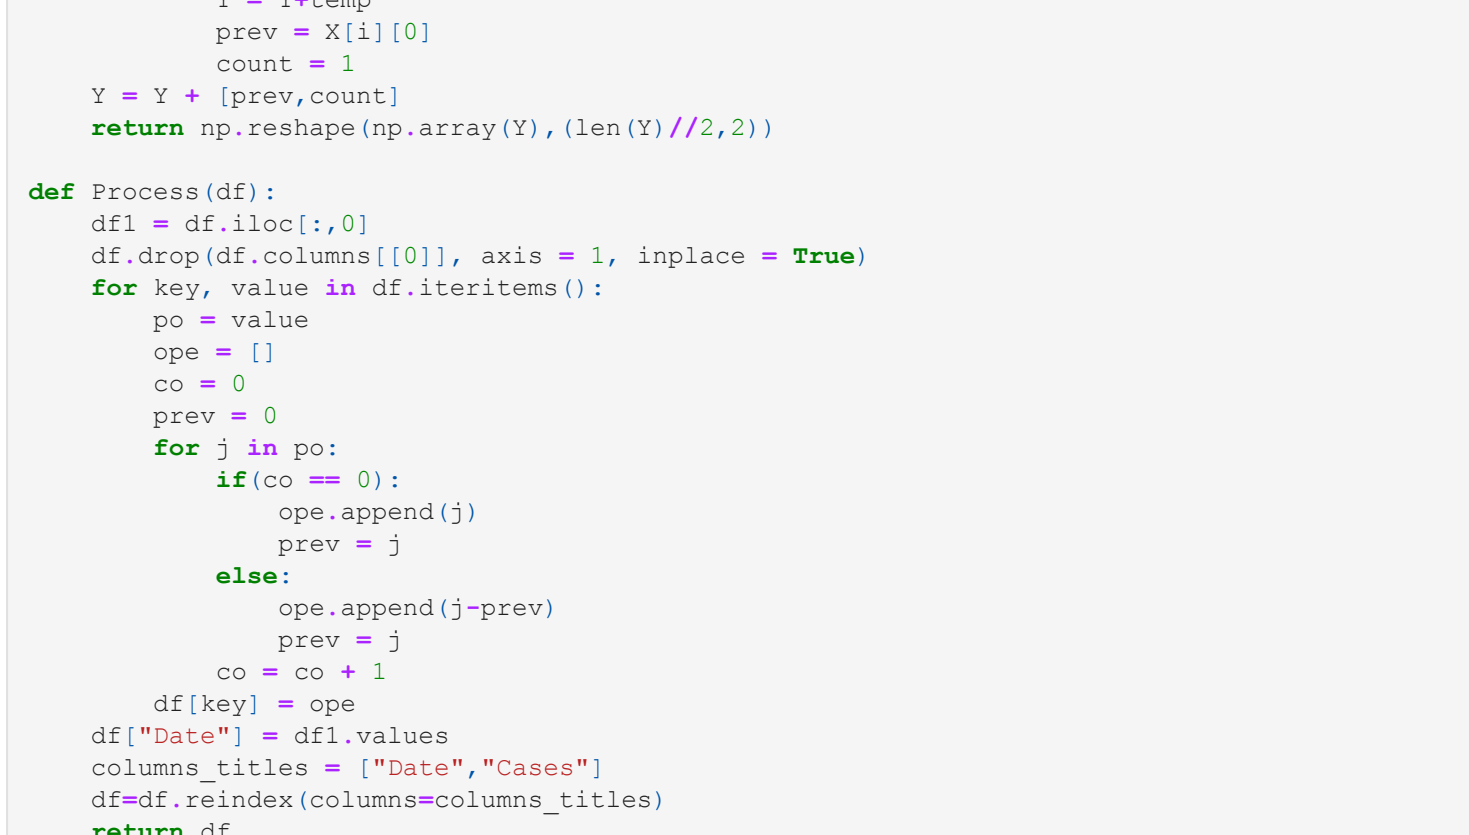 Y = Y+temp
            prev = X[i][0]
            count = 1
    Y = Y + [prev,count]
    return np.reshape(np.array(Y),(len(Y)//2,2))

def Process(df):
    df1 = df.iloc[:,0]
    df.drop(df.columns[[0]], axis = 1, inplace = True)
    for key, value in df.iteritems():
        po = value
        ope = []
        co = 0
        prev = 0
        for j in po:
            if(co == 0):
                ope.append(j)
                prev = j
            else:
                ope.append(j-prev)
                prev = j
            co = co + 1
        df[key] = ope
    df["Date"] = df1.values
    columns_titles = ["Date","Cases"]
    df=df.reindex(columns=columns_titles)
    return df